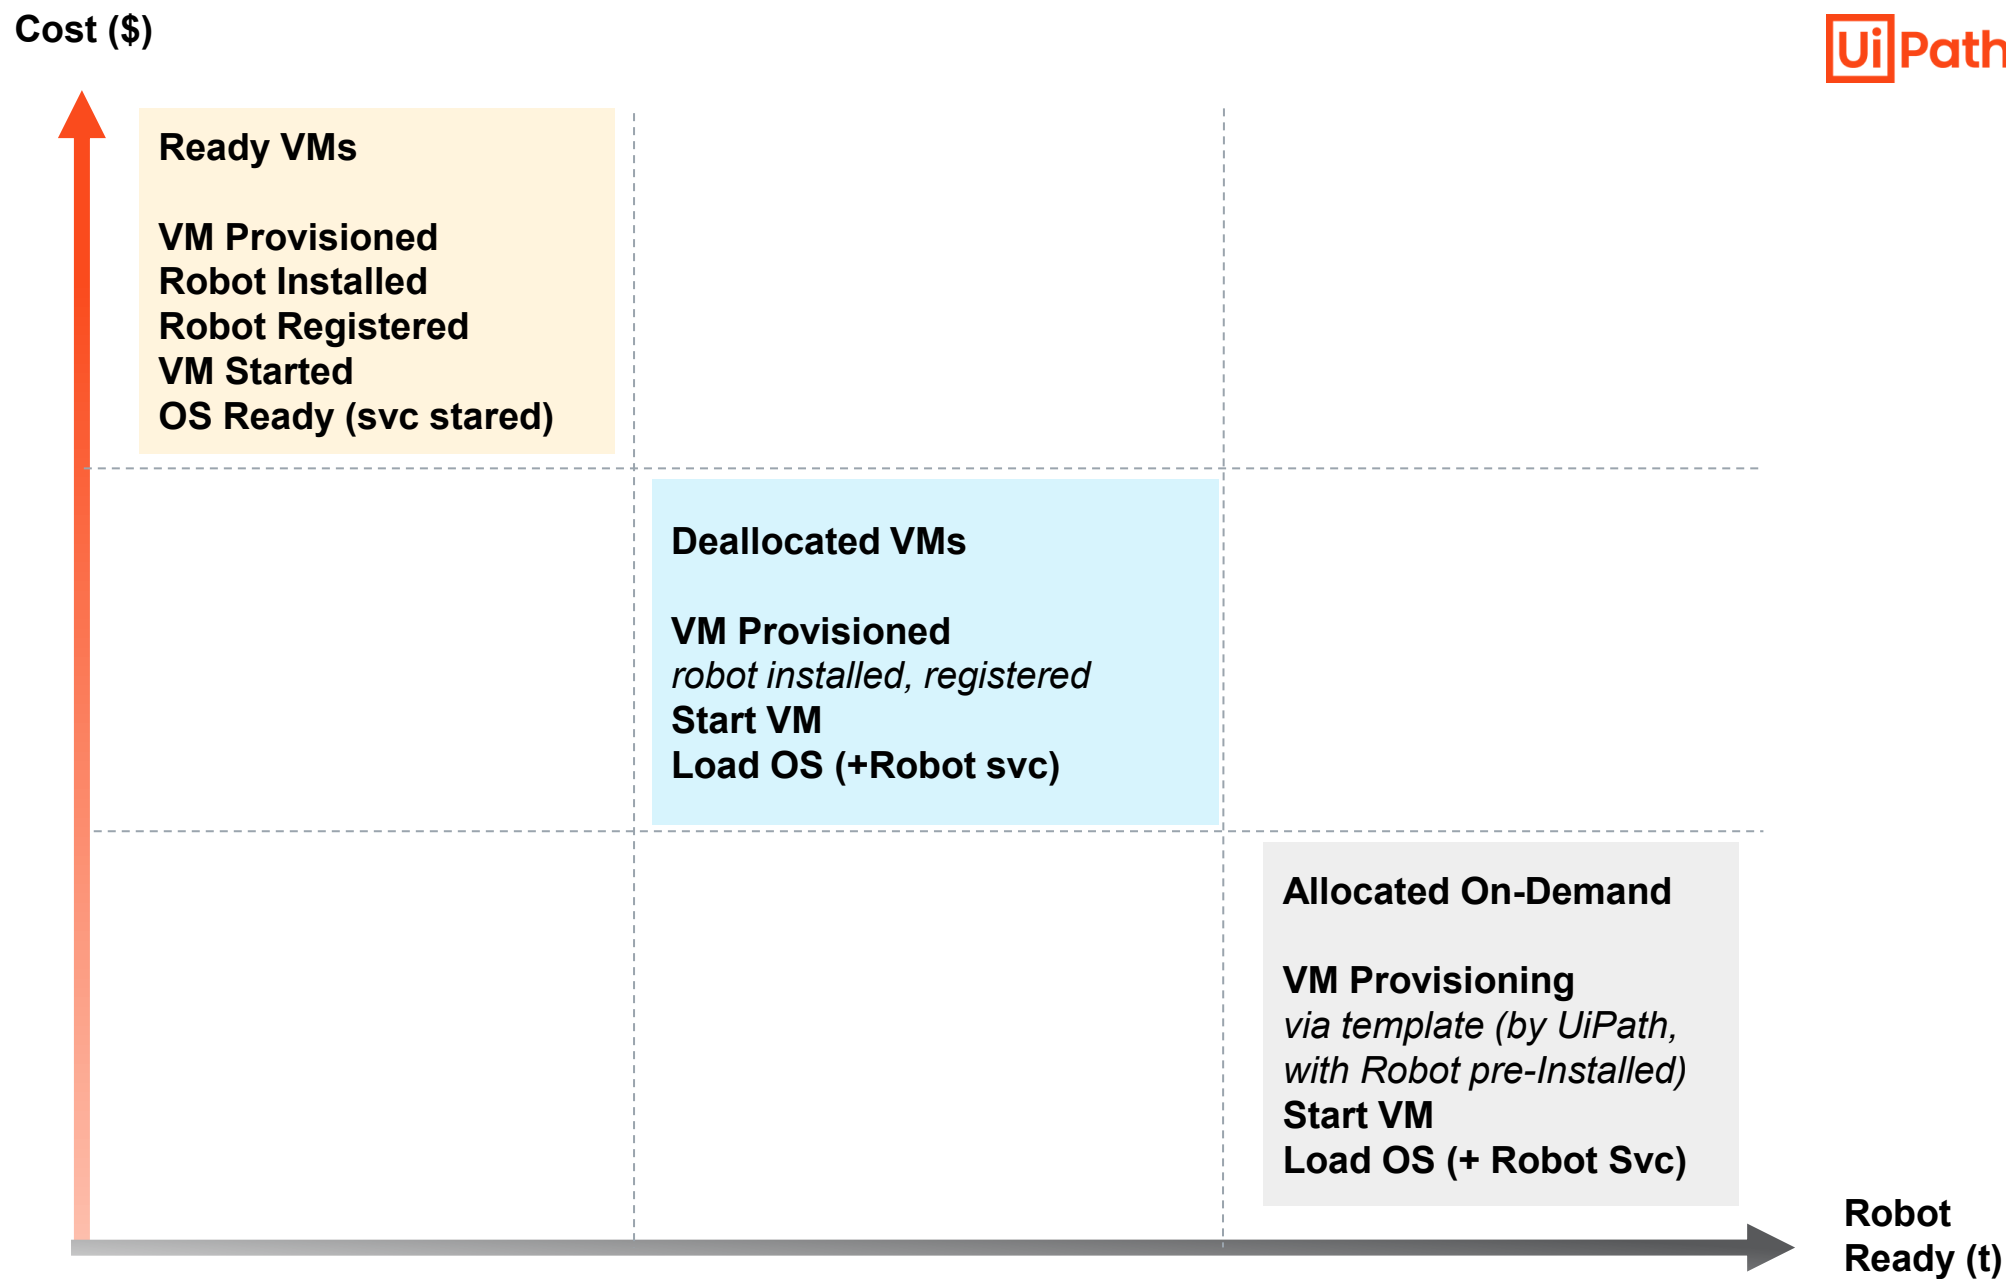 Cost ($)
UiPath
Ready VMs
VM Provisioned
Robot Installed
Robot Registered
VM Started
OS Ready (svc stared)
Deallocated VMs
VM Provisioned
robot installed, registered
Start VM
Load OS (+Robot svc)
Allocated On-Demand
VM Provisioning
via template (by UiPath,
with Robot pre-Installed)
Start VM
Load OS (+ Robot Svc)
Robot
Ready (t)